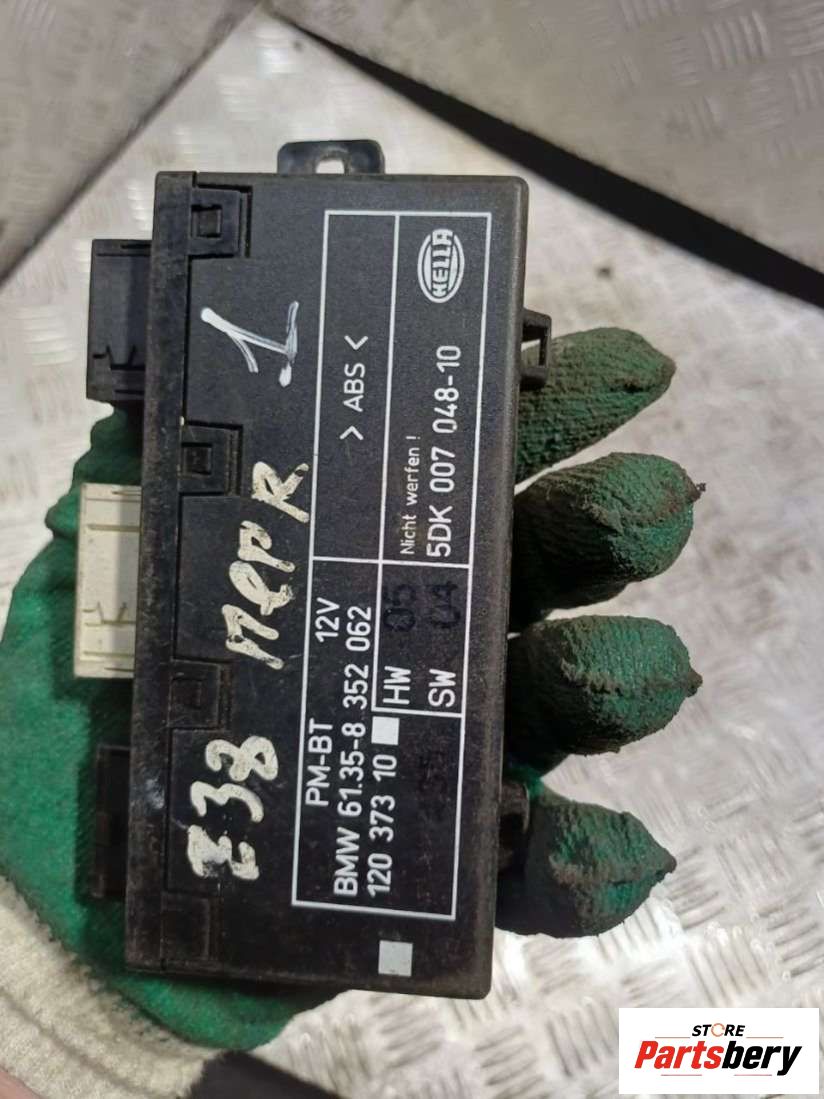 HELLA
> ABS <
Nicht werfen!
5DK 007 048-10
PM-BT 12V
BMW 61.35-8 352 062
120 373 10
HW 05
SW 04
1
E38 пер R.
STORE
Partsbery